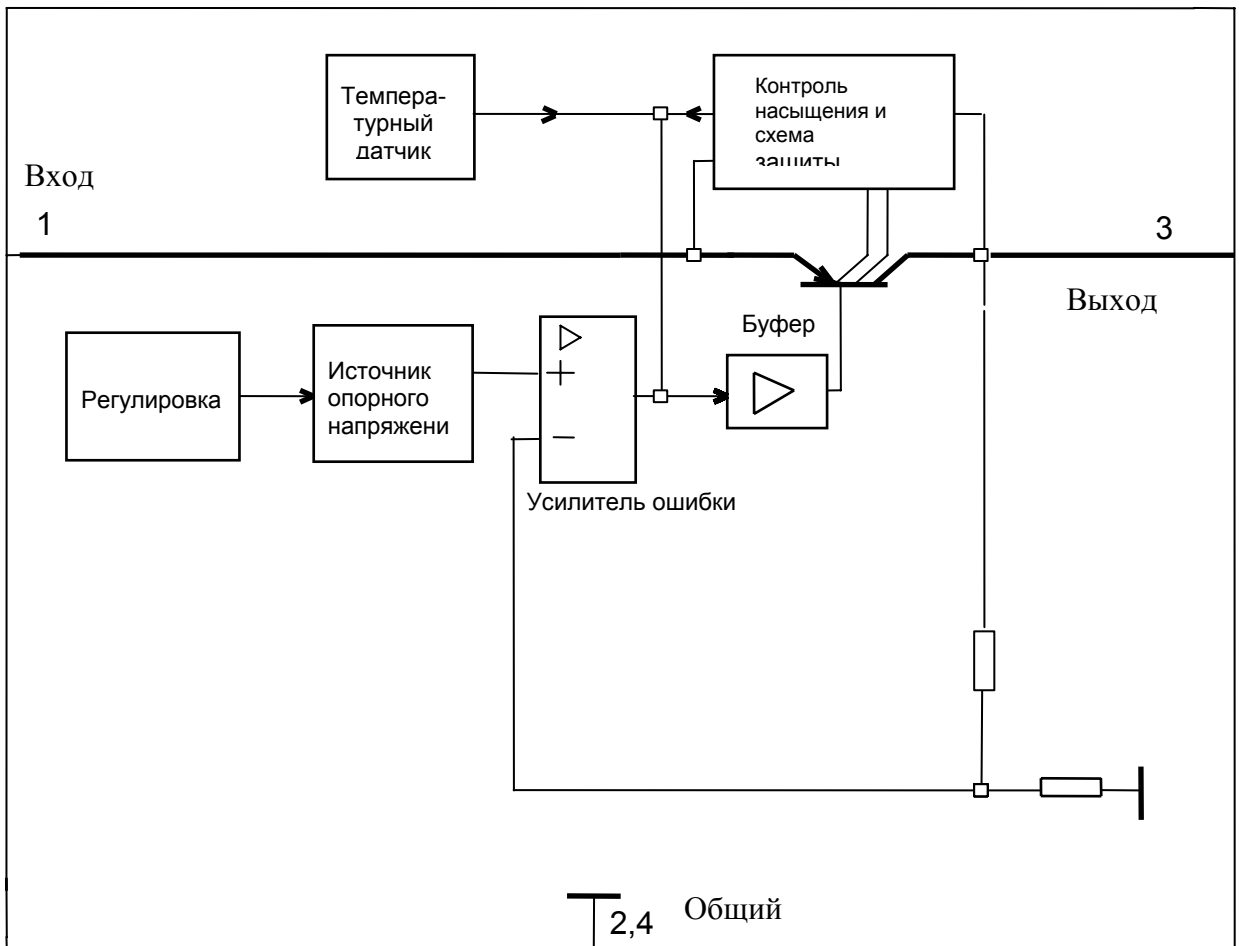 Темпера-
турный
датчик
Контроль
насыщения и
схема
защиты
Вход
1
3
Выход
Буфер
Регулировка
Источник
опорного
напряжени
+
−
Усилитель ошибки
2,4 Общий